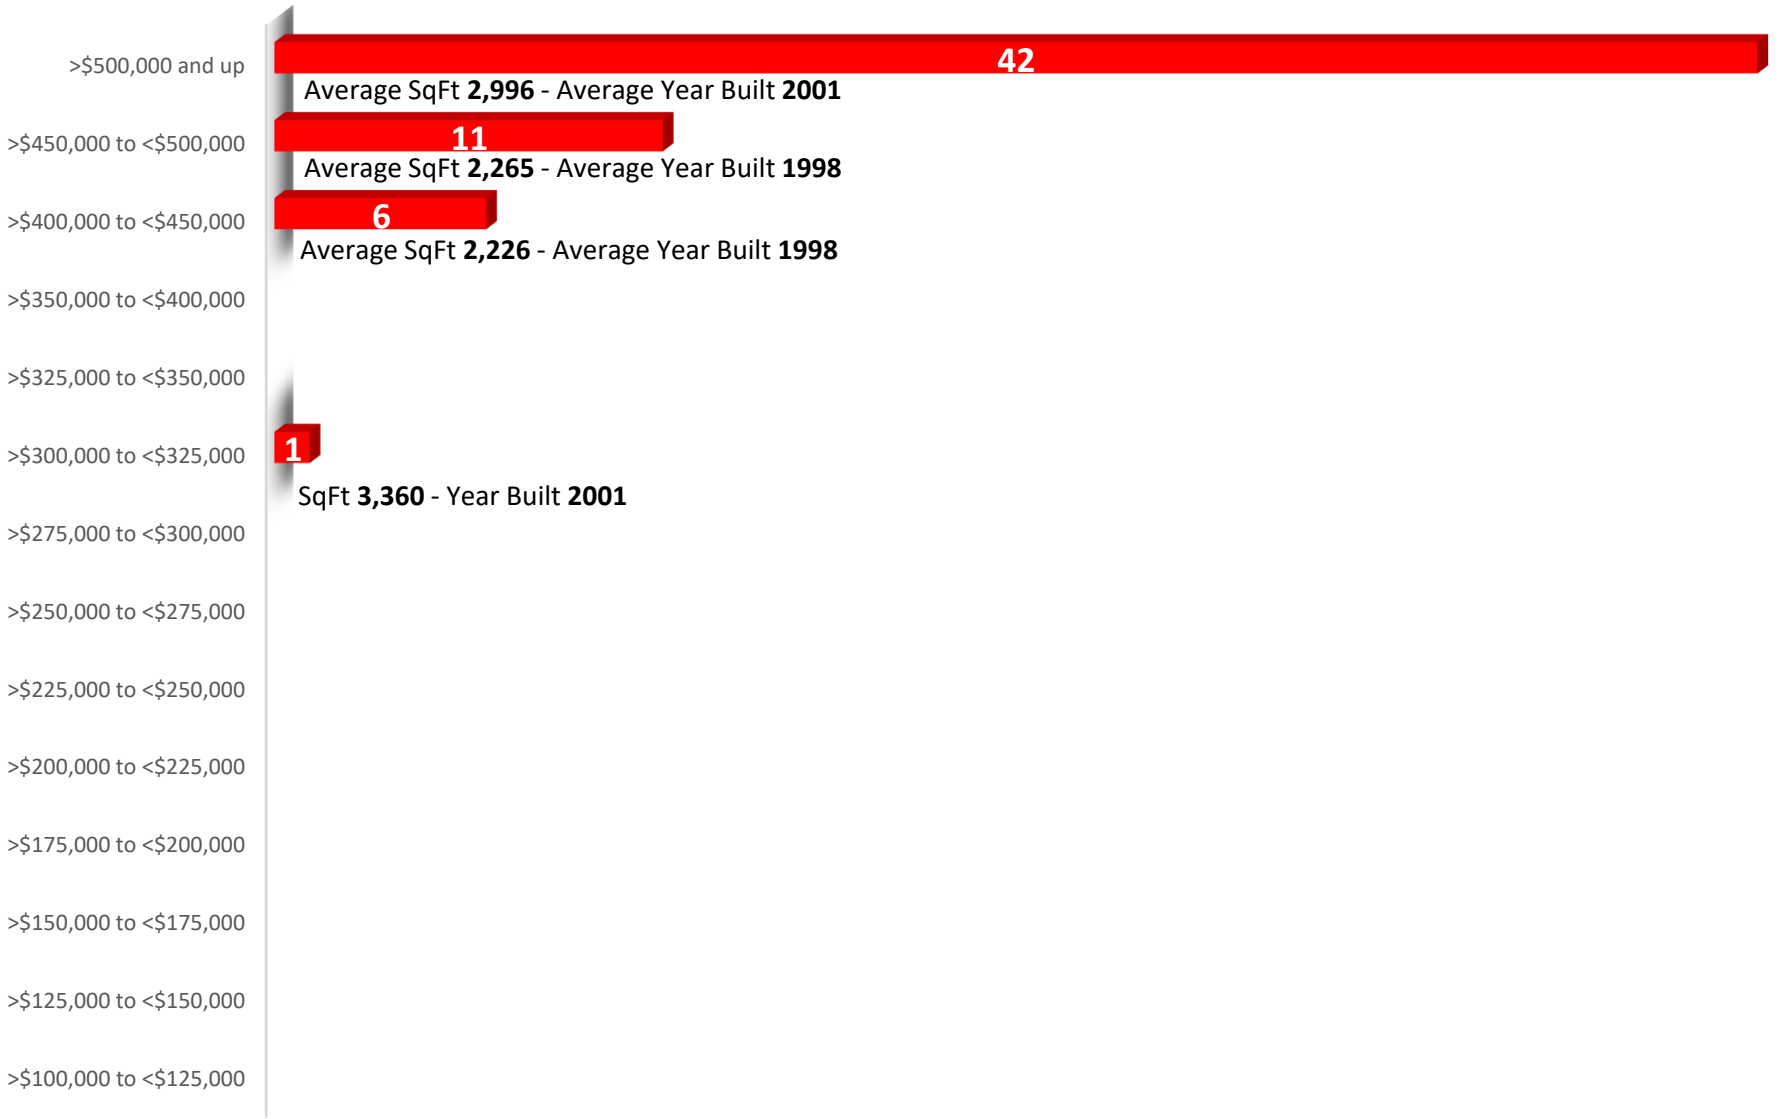 >$500,000 and up
42
Average SqFt 2,996 - Average Year Built 2001
>$450,000 to <$500,000
11
Average SqFt 2,265 - Average Year Built 1998
>$400,000 to <$450,000
6
Average SqFt 2,226 - Average Year Built 1998
>$350,000 to <$400,000
>$325,000 to <$350,000
>$300,000 to <$325,000
1
SqFt 3,360 - Year Built 2001
>$275,000 to <$300,000
>$250,000 to <$275,000
>$225,000 to <$250,000
>$200,000 to <$225,000
>$175,000 to <$200,000
>$150,000 to <$175,000
>$125,000 to <$150,000
>$100,000 to <$125,000